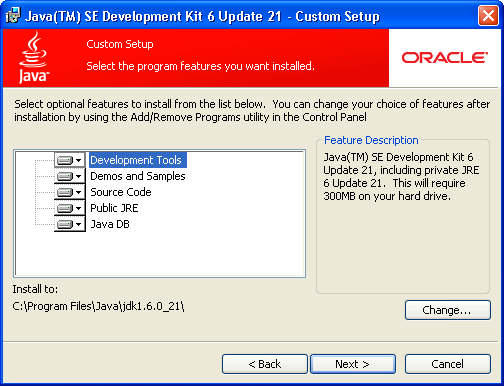 Java(TM) SE Development Kit 6 Update 21 - Custom Setup
Java
Custom Setup
Select the program features you want installed.
ORACLE
Select optional features to install from the list below.  You can change your choice of features after
installation by using the Add/Remove Programs utility in the Control Panel
Development Tools
Demos and Samples
Source Code
Public JRE
Java DB
Feature Description
Java(TM) SE Development Kit 6
Update 21, including private JRE
6 Update 21.  This will require
300MB on your hard drive.
Install to:
C:\Program Files\Java\jdk1.6.0_21\
Change...
< Back
Next >
Cancel